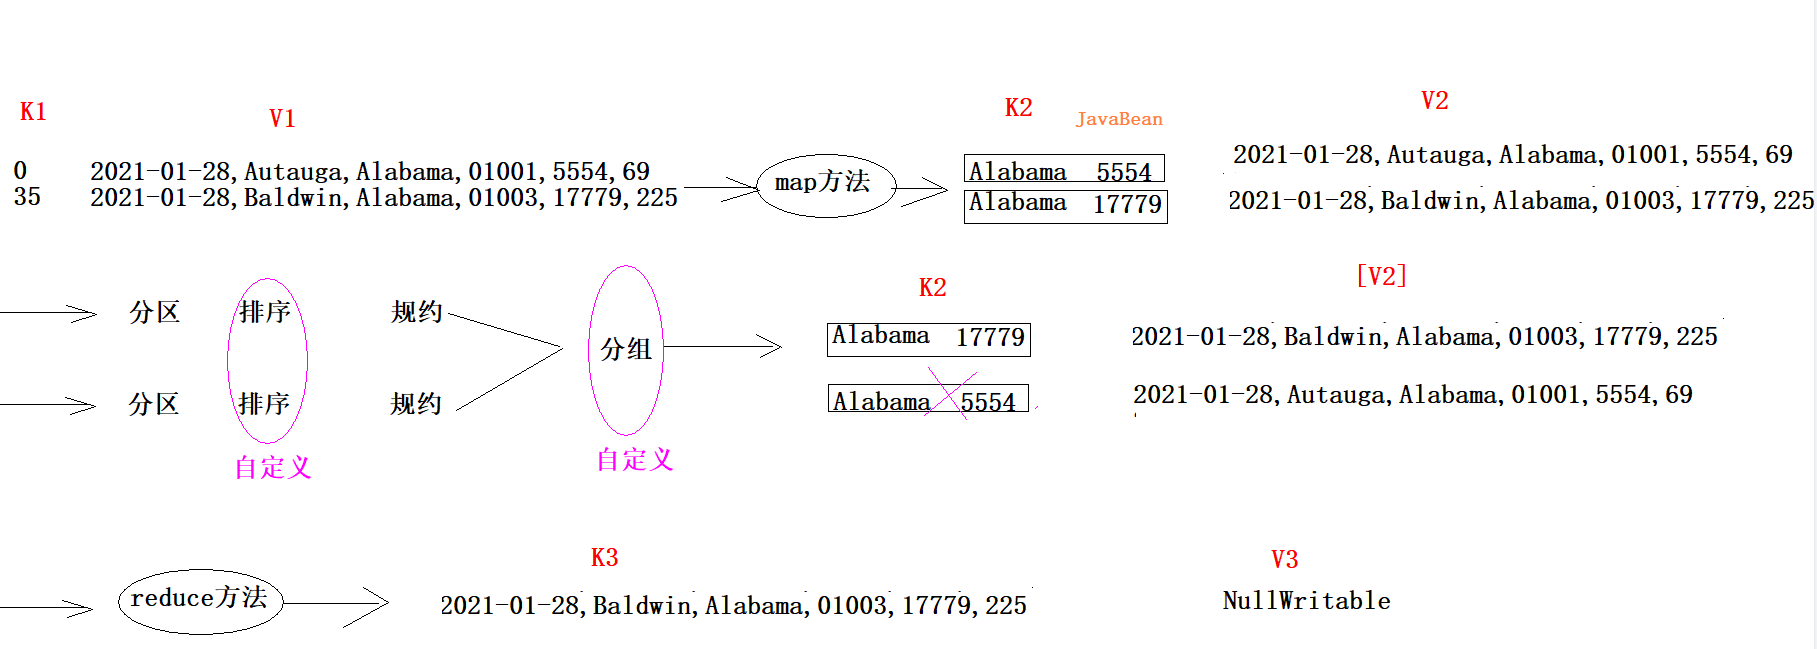 K1 V1 K2 JavaBean V2
0 2021-01-28,Autauga,Alabama,01001,5554,69 map方法 Alabama 5554 2021-01-28,Autauga,Alabama,01001,5554,69
35 2021-01-28,Baldwin,Alabama,01003,17779,225 Alabama 17779 2021-01-28,Baldwin,Alabama,01003,17779,225
K2 [V2]
分区 排序 规约 分组 Alabama 17779 2021-01-28,Baldwin,Alabama,01003,17779,225
分区 排序 规约 Alabama 5554 2021-01-28,Autauga,Alabama,01001,5554,69
自定义 自定义
K3 V3
reduce方法 2021-01-28,Baldwin,Alabama,01003,17779,225 NullWritable